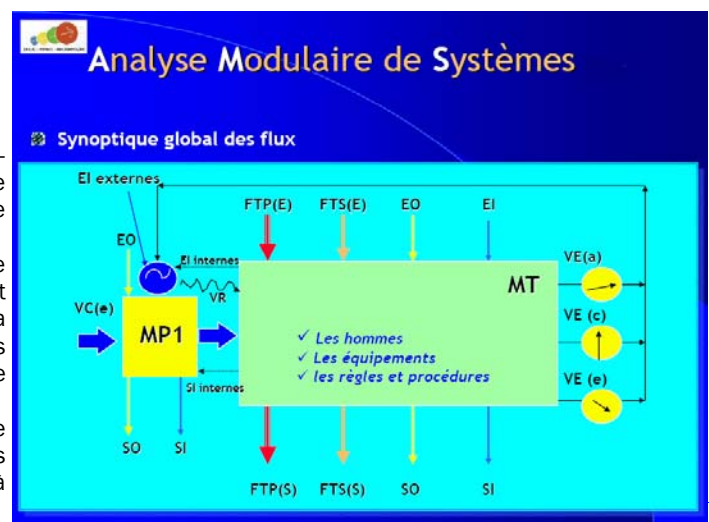 Analyse Modulaire de Systèmes
Synoptique global des flux
EI externes
FTP(E) FTS(E) EO EI
EO
EI internes
VE(a)
MT
VR
VC(e)
MP1
VE (c)
✓ Les hommes
✓ Les équipements
✓ les règles et procédures
VE (e)
SI internes
SO SI
FTP(S) FTS(S) SO SI